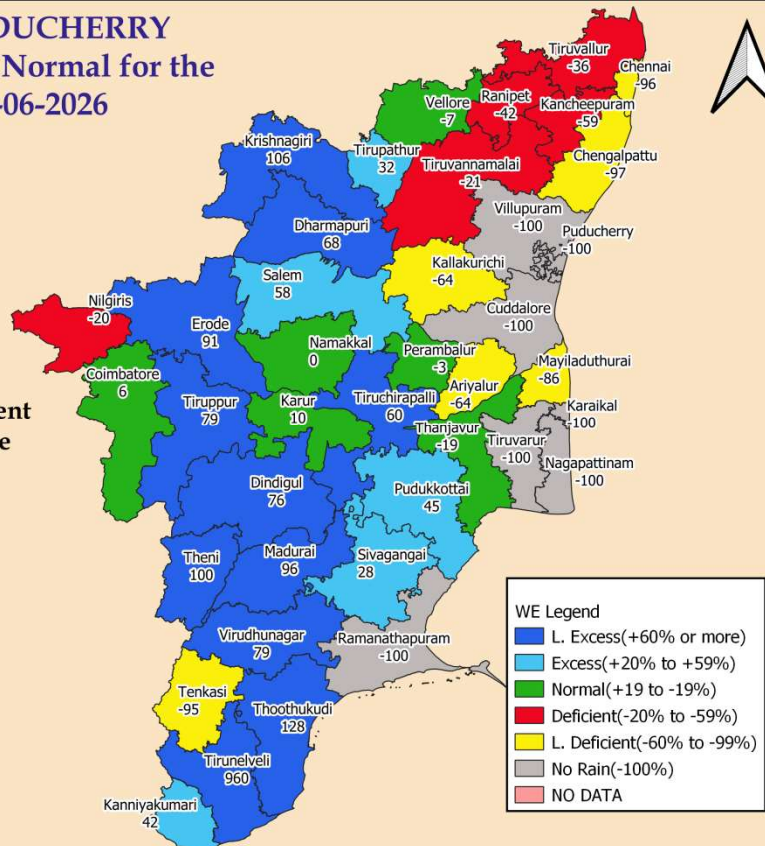 DUCHERRY
Normal for the
-06-2026
Tiruvallur
-36
Chennai
-96
Vellore
-7
Ranipet
-42
Kancheepuram
-59
Krishnagiri
106
Tirupathur
32
Tiruvannamalai
-21
Chengalpattu
-97
Villupuram
-100
Dharmapuri
68
Puducherry
-100
Kallakurichi
-64
Salem
58
Nilgiris
-20
Erode
91
Cuddalore
-100
Namakkal
0
Perambalur
-3
Mayiladuthurai
-86
Coimbatore
6
Ariyalur
-64
Tiruppur
79
Karur
10
Tiruchirapalli
60
Karaikal
-100
ent
e
Thanjavur
-19
Tiruvarur
-100
Nagapattinam
-100
Dindigul
76
Pudukkottai
45
Theni
100
Madurai
96
Sivagangai
28
Virudhunagar
79
Ramanathapuram
-100
Tenkasi
-95
Thoothukudi
128
Tirunelveli
960
Kanniyakumari
42
WE Legend
L. Excess(+60% or more)
Excess(+20% to +59%)
Normal(+19 to -19%)
Deficient(-20% to -59%)
L. Deficient(-60% to -99%)
No Rain(-100%)
NO DATA